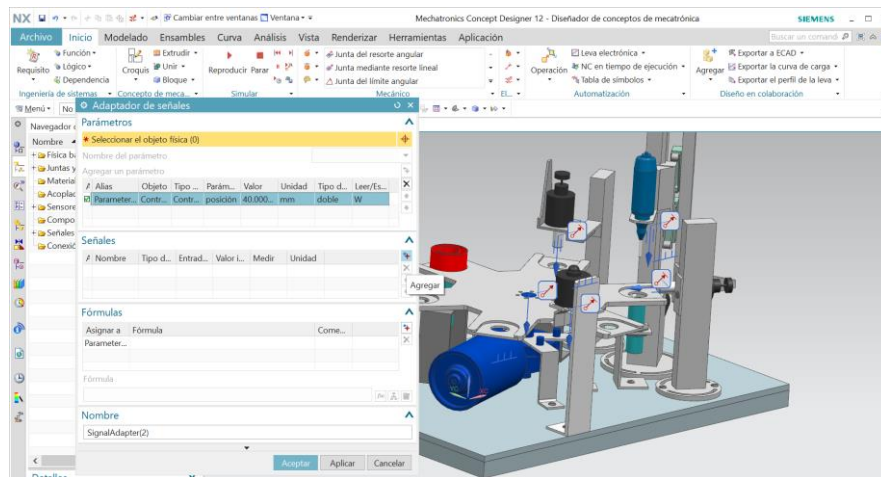 NX Cambiar entre ventanas Ventana Mechatronics Concept Designer 12 - Diseñador de conceptos de mecatrónica SIEMENS
Archivo Inicio Modelado Ensambles Curva Análisis Vista Renderizar Herramientas Aplicación Buscar un comand
Función Extrudir Junta del resorte angular Leva electrónica Exportar a ECAD
Lógico Unir Junta mediante resorte lineal NC en tiempo de ejecución Exportar la curva de carga
Requisito Dependencia Croquis Bloque Reproducir Parar Junta del límite angular Operación Tabla de símbolos Agregar Exportar el perfil de la leva
Ingeniería de sistemas Concepto de meca... Simular Mecánico El... Automatización Diseño en colaboración
Menú No
Adaptador de señales
Navegador
Parámetros
Nombre
* Seleccionar el objeto física (0)
Física b
Nombre del parámetro
Juntas y
Agregar un parámetro
Material
A Alias Objeto Tipo ... Parám... Valor Unidad Tipo d... Leer/Es...
Acoplac
Parameter... Contr... Contr... posición 40.000... mm doble W
Sensore
Compo
Señales
Señales
Conexió
A Nombre Tipo d... Entrad... Valor i... Medir Unidad
Agregar
Fórmulas
Asignar a Fórmula Come...
Parameter...
Fórmula
Nombre
SignalAdapter(2)
Aceptar Aplicar Cancelar